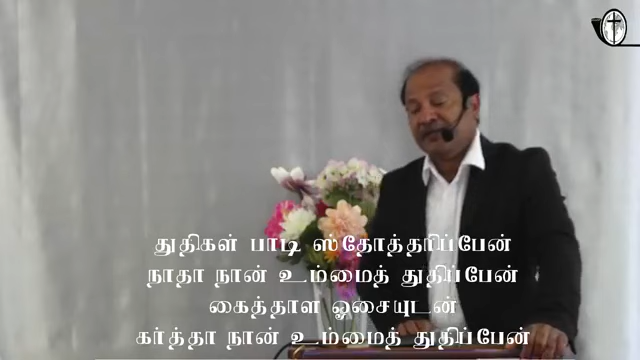 துதிகள் பாடி ஸ்தோத்தரிப்பேன்
நாதா நான் உம்மைத் துதிப்பேன்
கைத்தாள ஓசையுடன்
கர்த்தா நான் உம்மைத் துதிப்பேன்